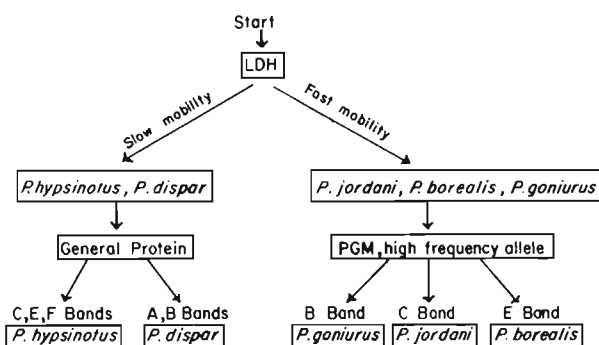 Start
LDH
Slow mobility
Fast mobility
P. hypsinotus, P. dispar
P. jordani, P. borealis, P. goniurus
General Protein
PGM, high frequency allele
C,E,F Bands
A,B Bands
B Band
C Band
E Band
P. hypsinotus
P. dispar
P. goniurus
P. jordani
P. borealis